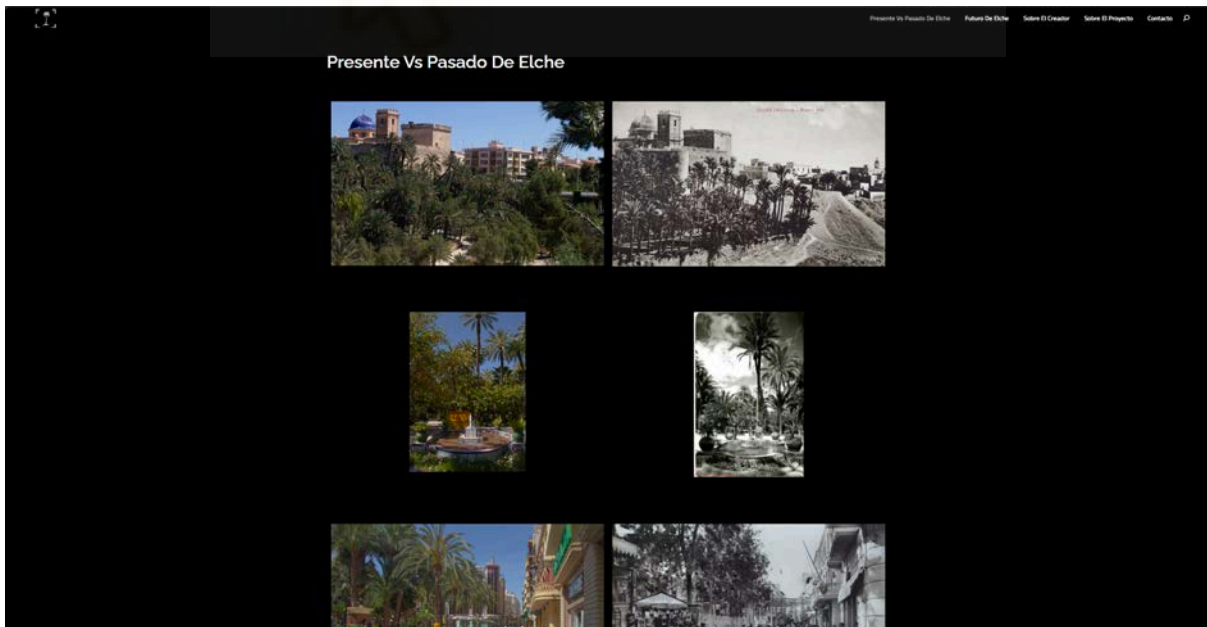 Presente Vs Pasado De Elche
Futuro De Elche
Sobre El Creador
Sobre El Proyecto
Contacto
Presente Vs Pasado De Elche